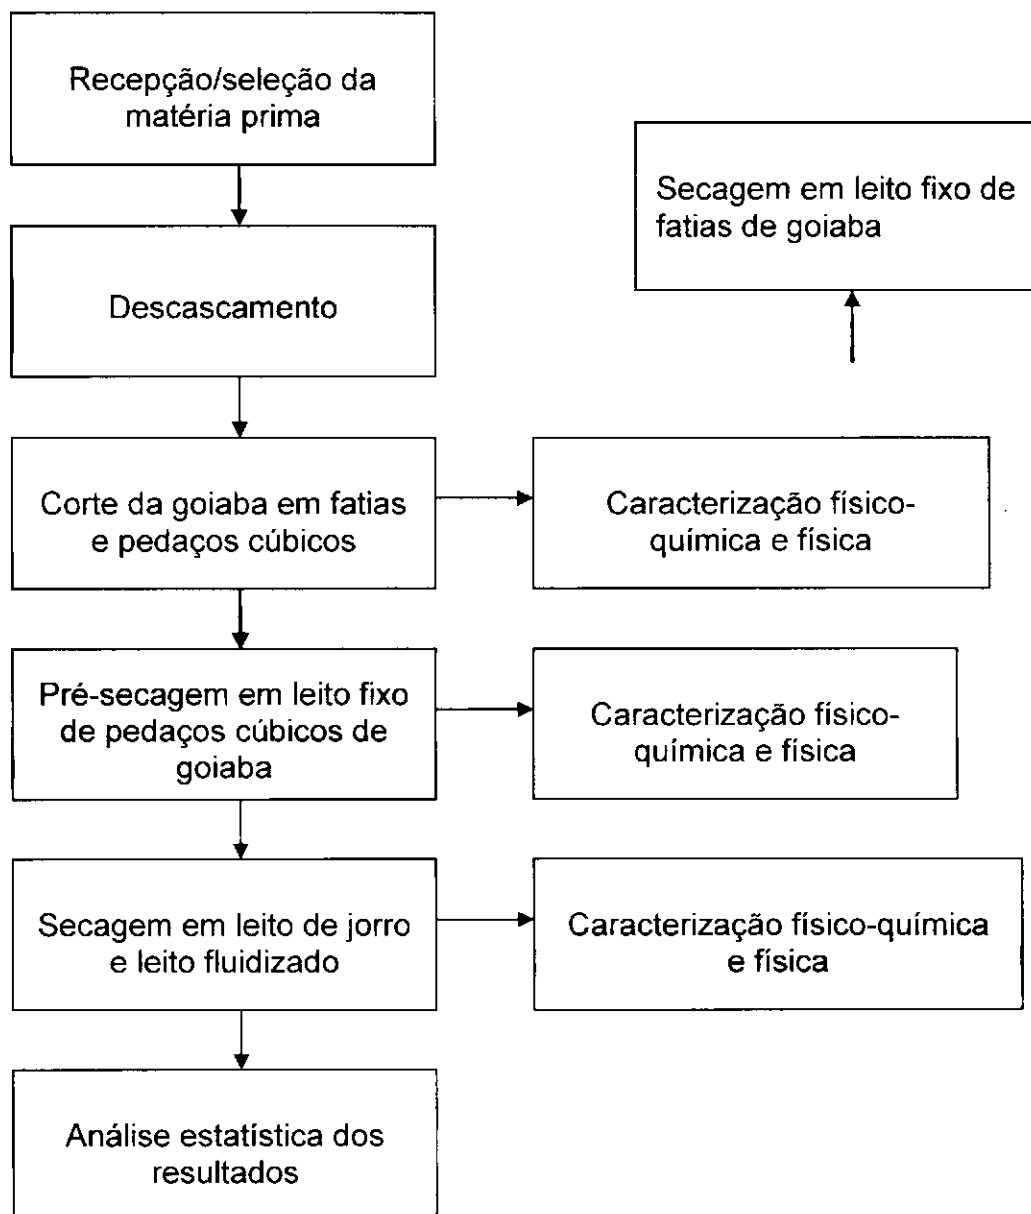 Recepção/seleção da
matéria prima
Secagem em leito fixo de
fatias de goiaba
Descascamento
Corte da goiaba em fatias
e pedaços cúbicos
Caracterização físico-
química e física
Pré-secagem em leito fixo
de pedaços cúbicos de
goiaba
Caracterização físico-
química e física
Secagem em leito de jorro
e leito fluidizado
Caracterização físico-química
e física
Análise estatística dos
resultados